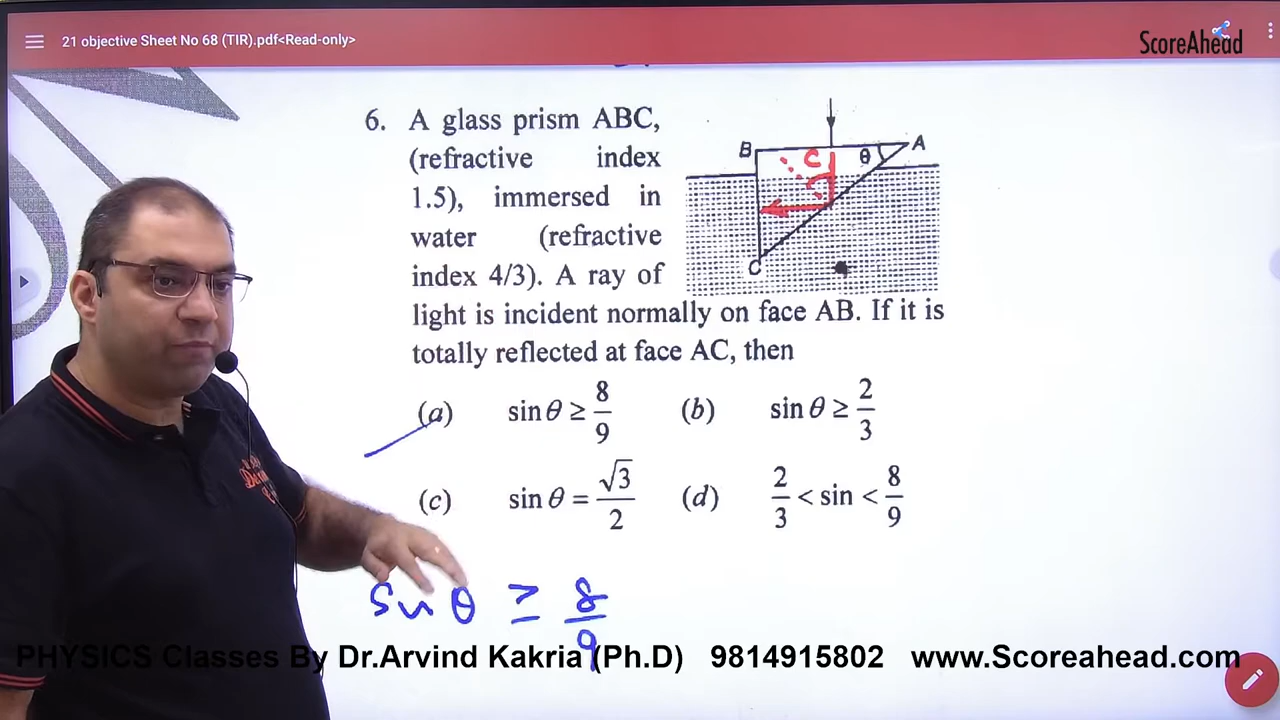 21 objective Sheet No 68 (TIR).pdf<Read-only>
ScoreAhead
6. A glass prism ABC,
(refractive index
1.5), immersed in
water (refractive
index 4/3). A ray of
light is incident normally on face AB. If it is
totally reflected at face AC, then
B C θ A
C
(a) sin θ ≥ 8/9 (b) sin θ ≥ 2/3
(c) sin θ = √3/2 (d) 2/3 < sin < 8/9
Sin θ ≥ 8/9
PHYSICS Classes By Dr.Arvind Kakria (Ph.D) 9814915802 www.Scoreahead.com